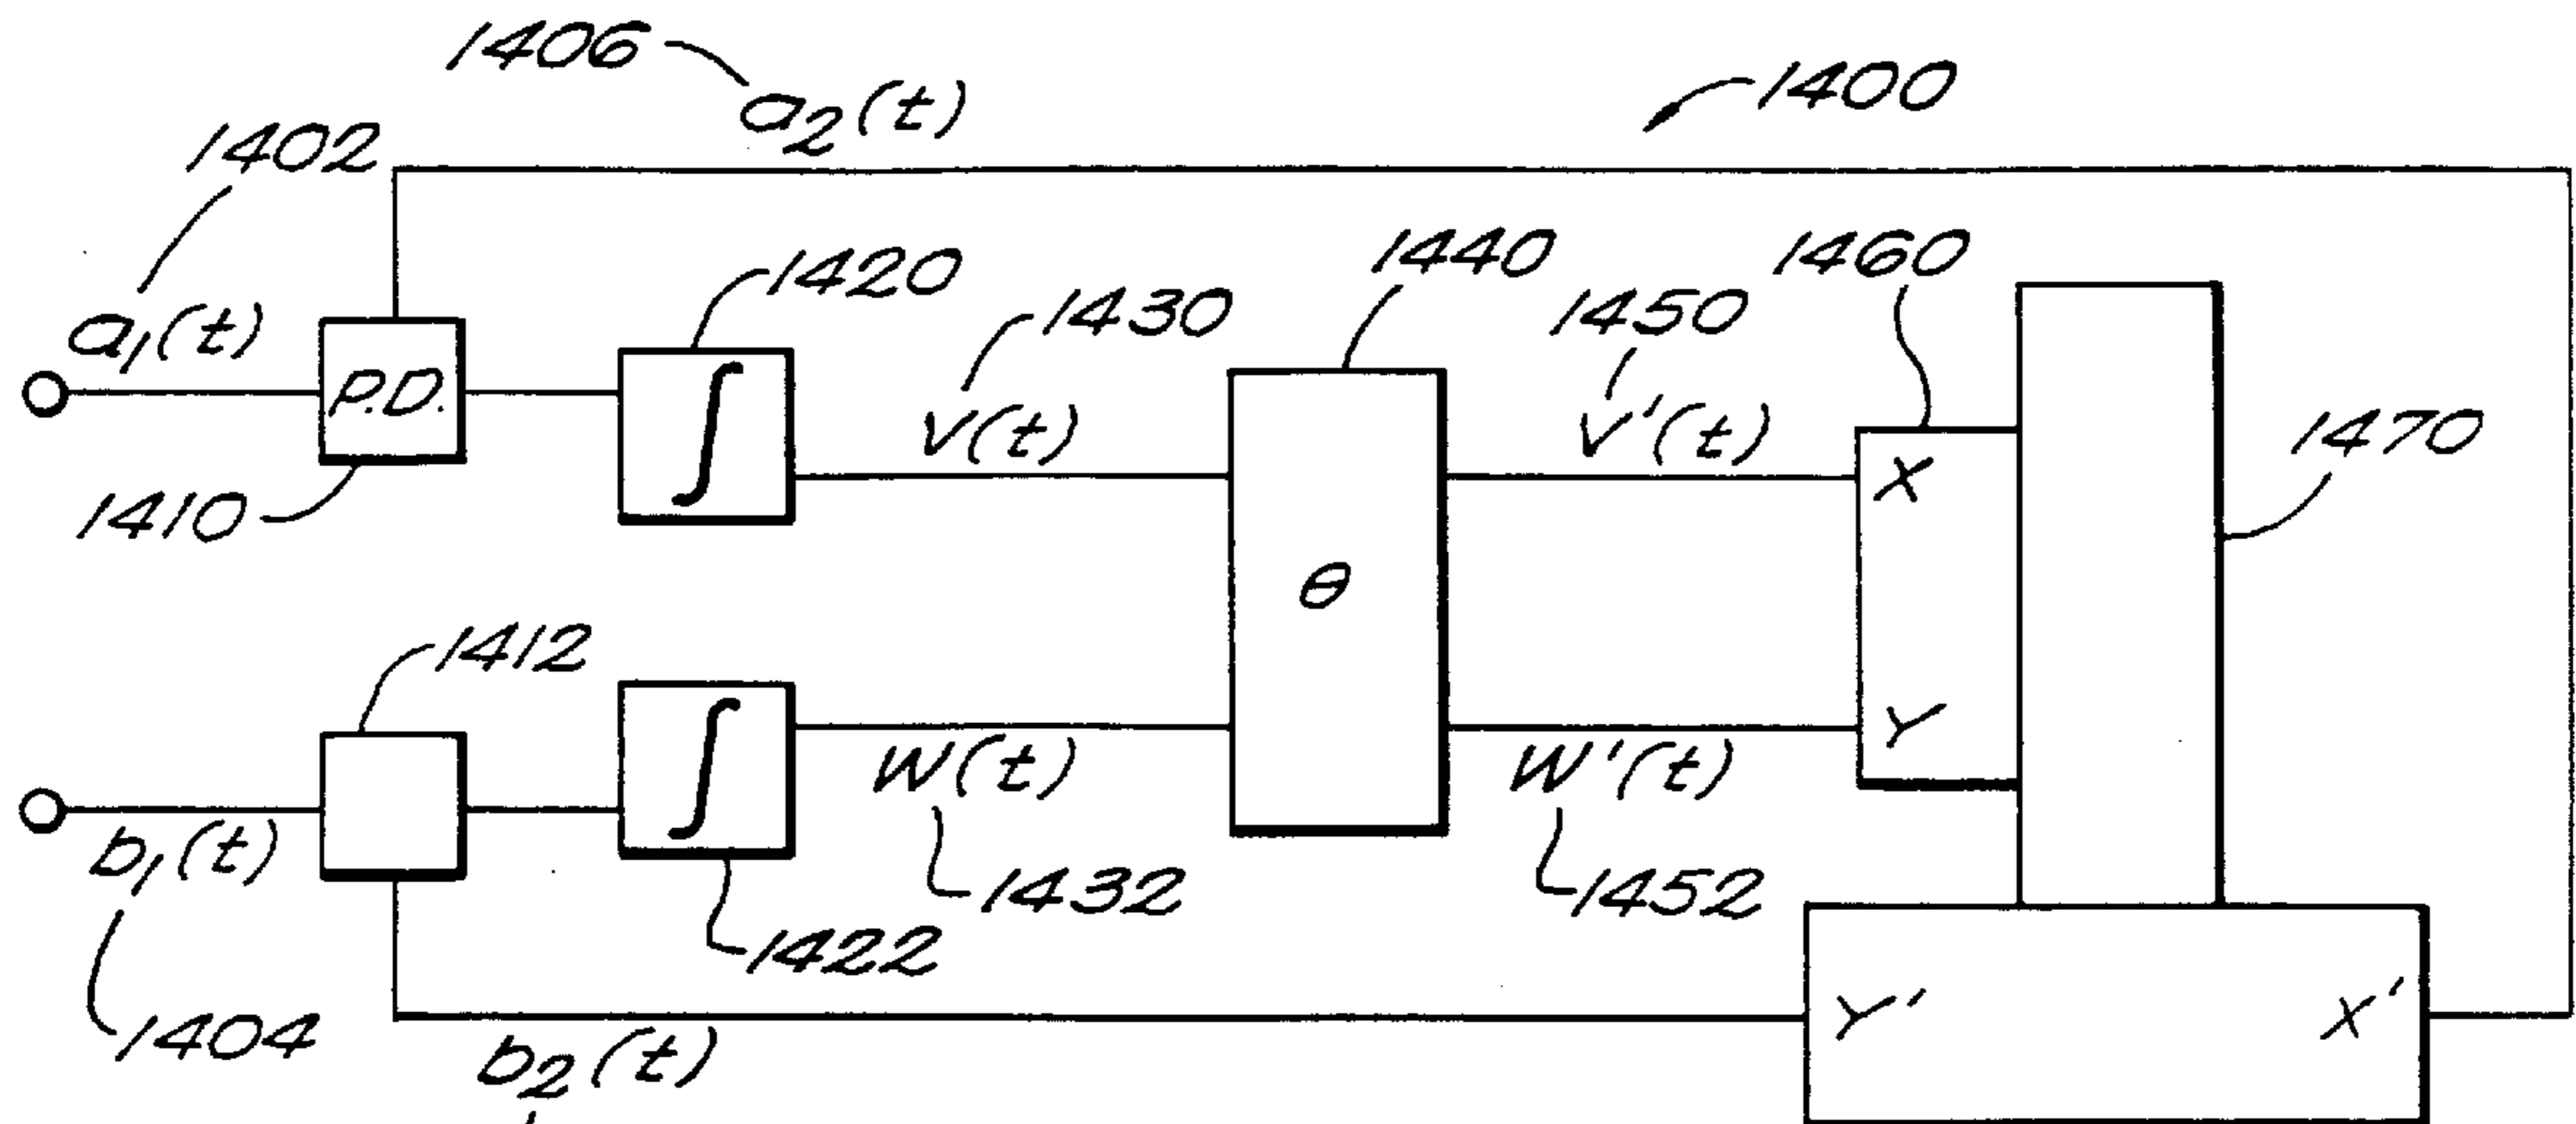 1406
a₂(t)
1400
1402
1420
1440
1460
a₁(t)
1430
1450
P.D.
∫
V(t)
V'(t)
1470
X
1410
θ
1412
∫
W(t)
W'(t)
Y
b₁(t)
1432
1452
1422
1404
b₂(t)
Y'
X'